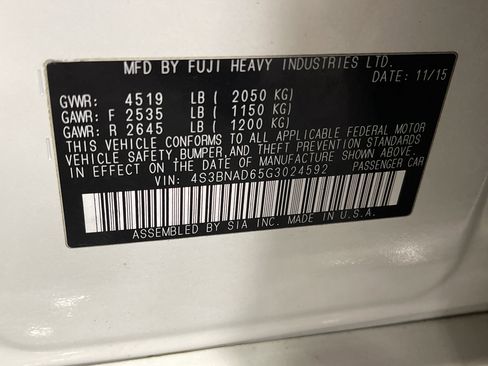 MFD BY FUJI HEAVY INDUSTRIES LTD.
DATE: 11/15
GVWR: 4519 LB ( 2050 KG)
GAWR: F 2535 LB ( 1150 KG)
GAWR: R 2645 LB ( 1200 KG)
THIS VEHICLE CONFORMS TO ALL APPLICABLE FEDERAL MOTOR
VEHICLE SAFETY,BUMPER,AND THEFT PREVENTION STANDARDS
IN EFFECT ON THE DATE OF MANUFACTURE SHOWN ABOVE.
VIN: 4S3BNAD65G3024592 PASSENGER CAR
ASSEMBLED BY SIA INC. MADE IN U.S.A.